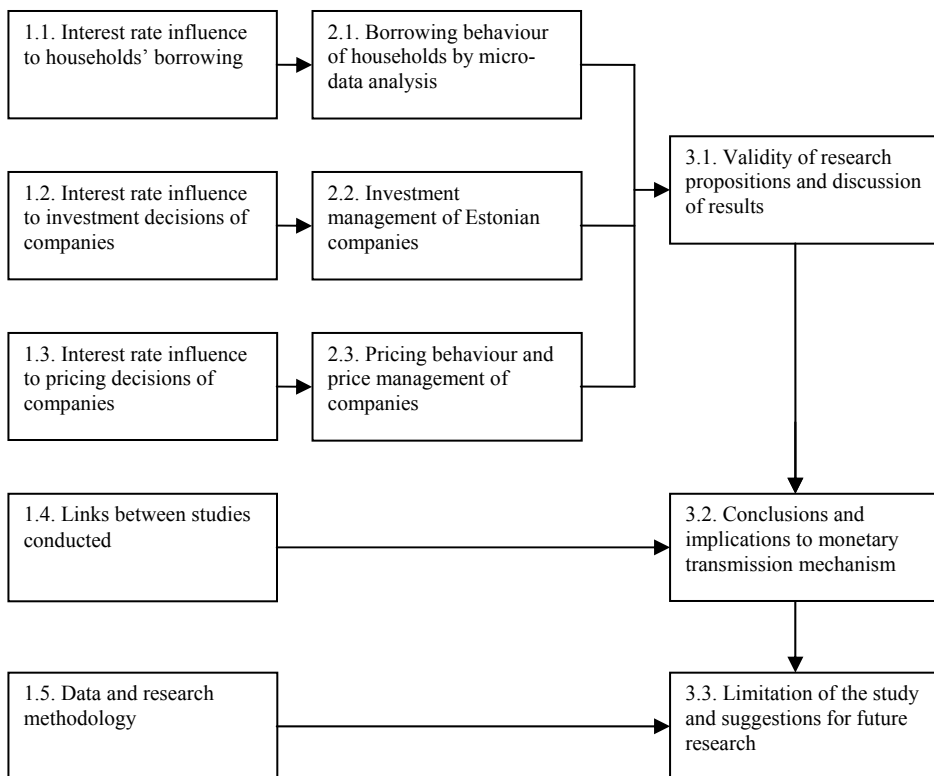 1.1. Interest rate influence
to households’ borrowing
2.1. Borrowing behaviour
of households by micro-
data analysis
3.1. Validity of research
propositions and discussion
of results
1.2. Interest rate influence
to investment decisions of
companies
2.2. Investment
management of Estonian
companies
1.3. Interest rate influence
to pricing decisions of
companies
2.3. Pricing behaviour and
price management of
companies
1.4. Links between studies
conducted
3.2. Conclusions and
implications to monetary
transmission mechanism
1.5. Data and research
methodology
3.3. Limitation of the study
and suggestions for future
research